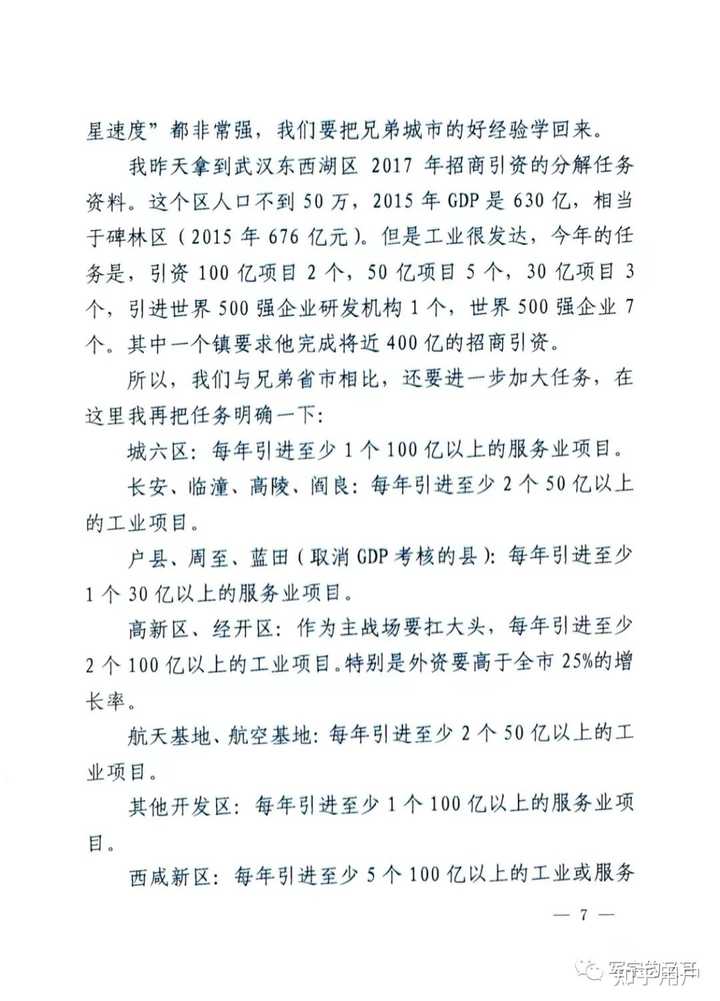 星速度”都非常强，我们要把兄弟城市的好经验学回来。
我昨天拿到武汉东西湖区 2017 年招商引资的分解任务
资料。这个区人口不到 50 万，2015 年 GDP 是 630 亿，相当
于碑林区（2015 年 676 亿元）。但是工业很发达，今年的任
务是，引资 100 亿项目 2 个，50 亿项目 5 个，30 亿项目 3
个，引进世界 500 强企业研发机构 1 个，世界 500 强企业 7
个。其中一个镇要求他完成将近 400 亿的招商引资。
所以，我们与兄弟省市相比，还要进一步加大任务，在
这里我再把任务明确一下：
城六区：每年引进至少 1 个 100 亿以上的服务业项目。
长安、临潼、高陵、阎良：每年引进至少 2 个 50 亿以上
的工业项目。
户县、周至、蓝田（取消 GDP 考核的县）：每年引进至少
1 个 30 亿以上的服务业项目。
高新区、经开区：作为主战场要扛大头，每年引进至少
2 个 100 亿以上的工业项目。特别是外资要高于全市 25%的增
长率。
航天基地、航空基地：每年引进至少 2 个 50 亿以上的工
业项目。
其他开发区：每年引进至少 1 个 100 亿以上的服务业项
目。
西咸新区：每年引进至少 5 个 100 亿以上的工业或服务
— 7 —
知乎用户